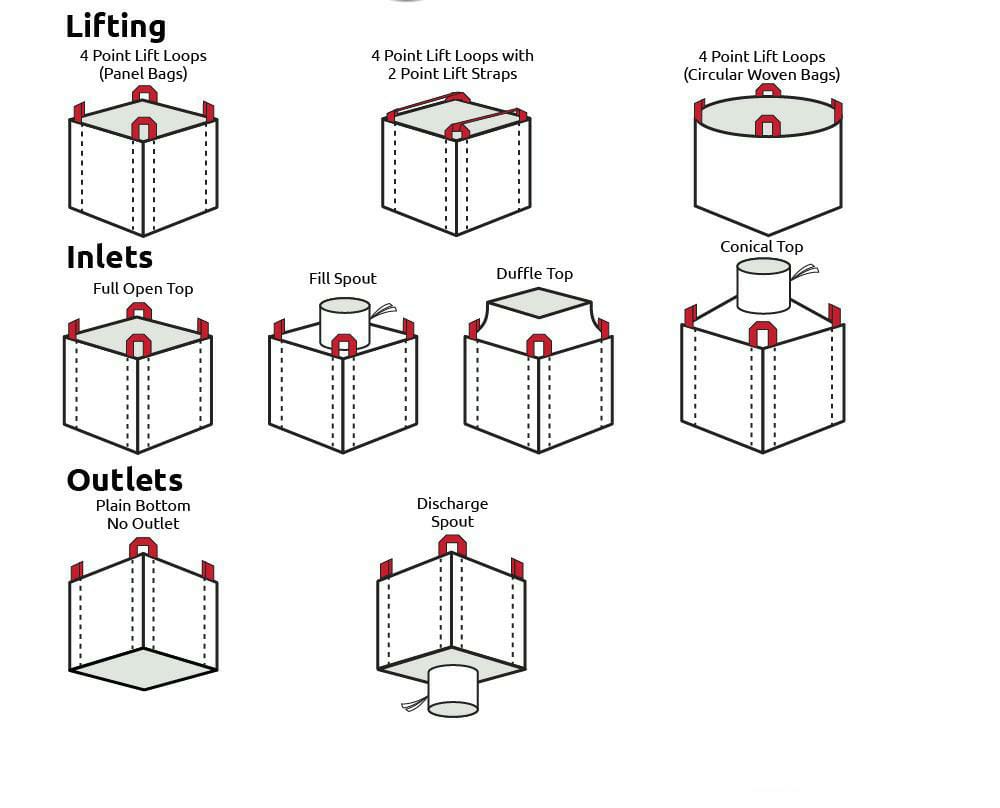 Lifting
4 Point Lift Loops
(Panel Bags)
4 Point Lift Loops with
2 Point Lift Straps
4 Point Lift Loops
(Circular Woven Bags)
Inlets
Full Open Top
Fill Spout
Duffle Top
Conical Top
Outlets
Plain Bottom
No Outlet
Discharge
Spout